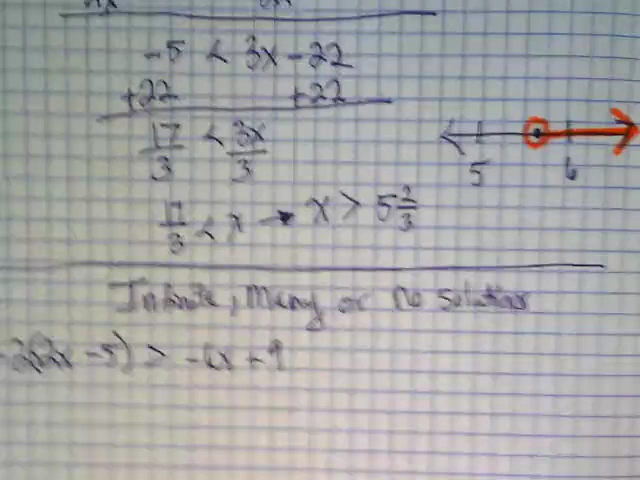 -5 < 3x - 22
+22 +22
17/3 < 3x/3
5 6
17/3 < x → x > 5 2/3
Infinite, Many or No Solutions